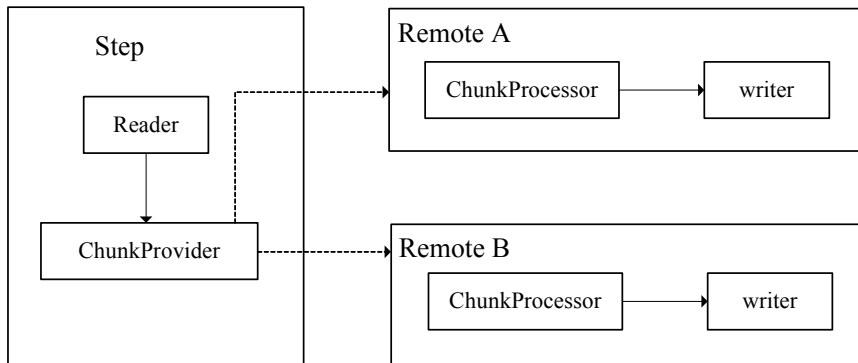 Step
Reader
ChunkProvider
Remote A
ChunkProcessor
writer
Remote B
ChunkProcessor
writer